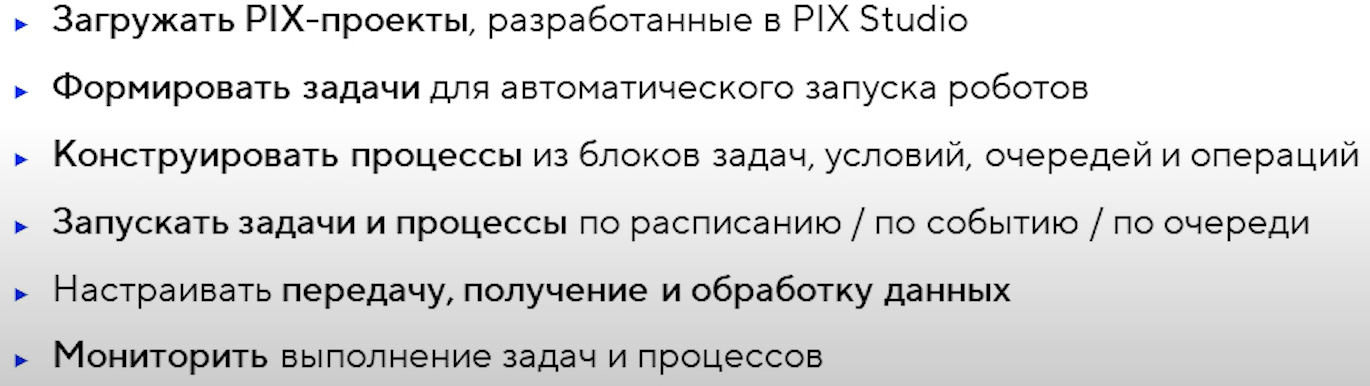 Загружать PIX-проекты, разработанные в PIX Studio
Формировать задачи для автоматического запуска роботов
Конструировать процессы из блоков задач, условий, очередей и операций
Запускать задачи и процессы по расписанию / по событию / по очереди
Настраивать передачу, получение и обработку данных
Мониторить выполнение задач и процессов